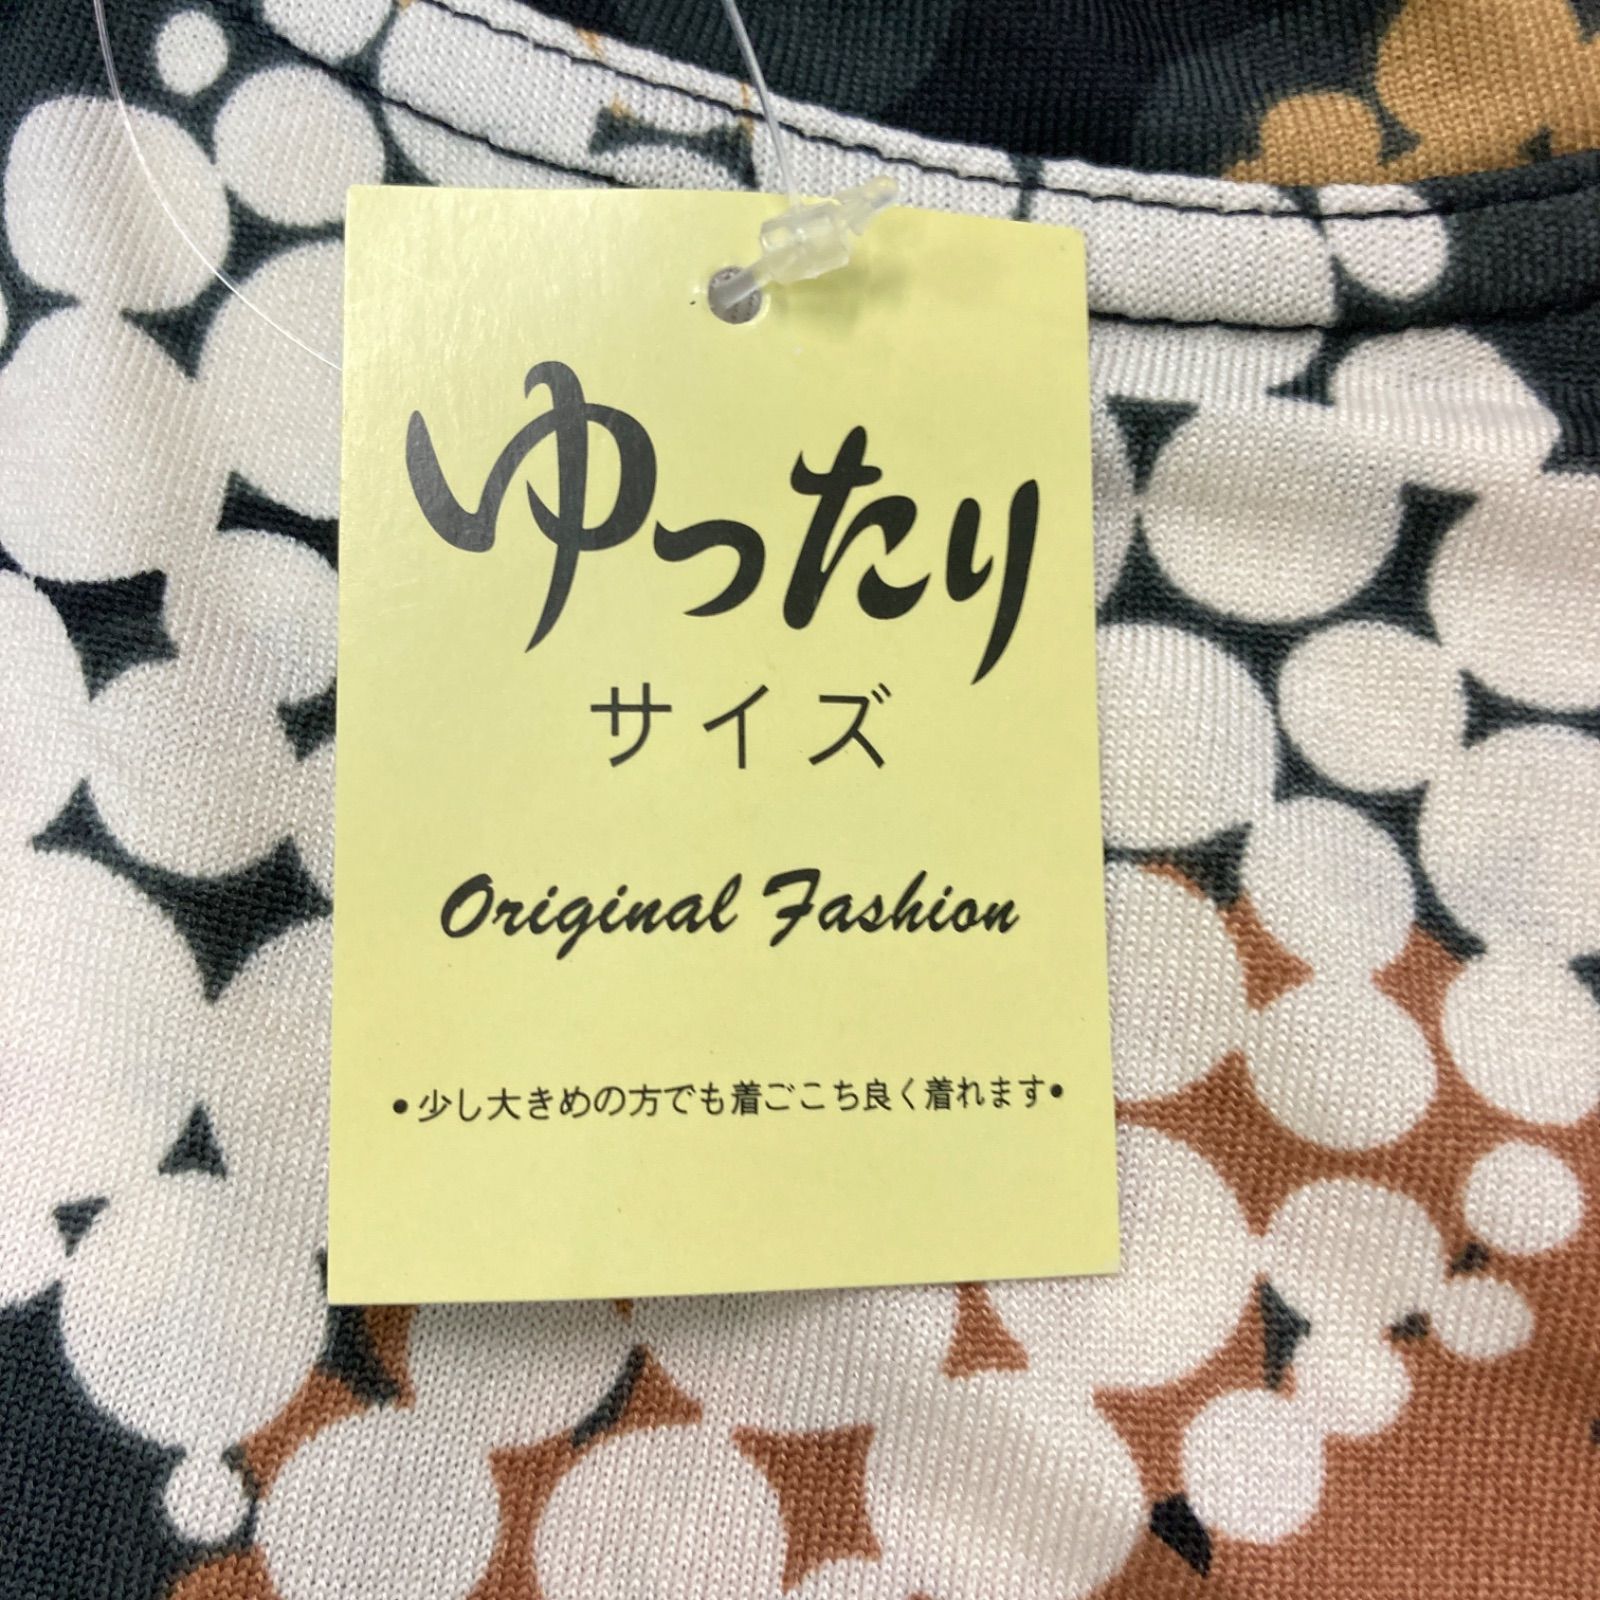 ゆったり
サイズ
Original Fashion
•少し大きめの方でも着ごこち良く着れます•